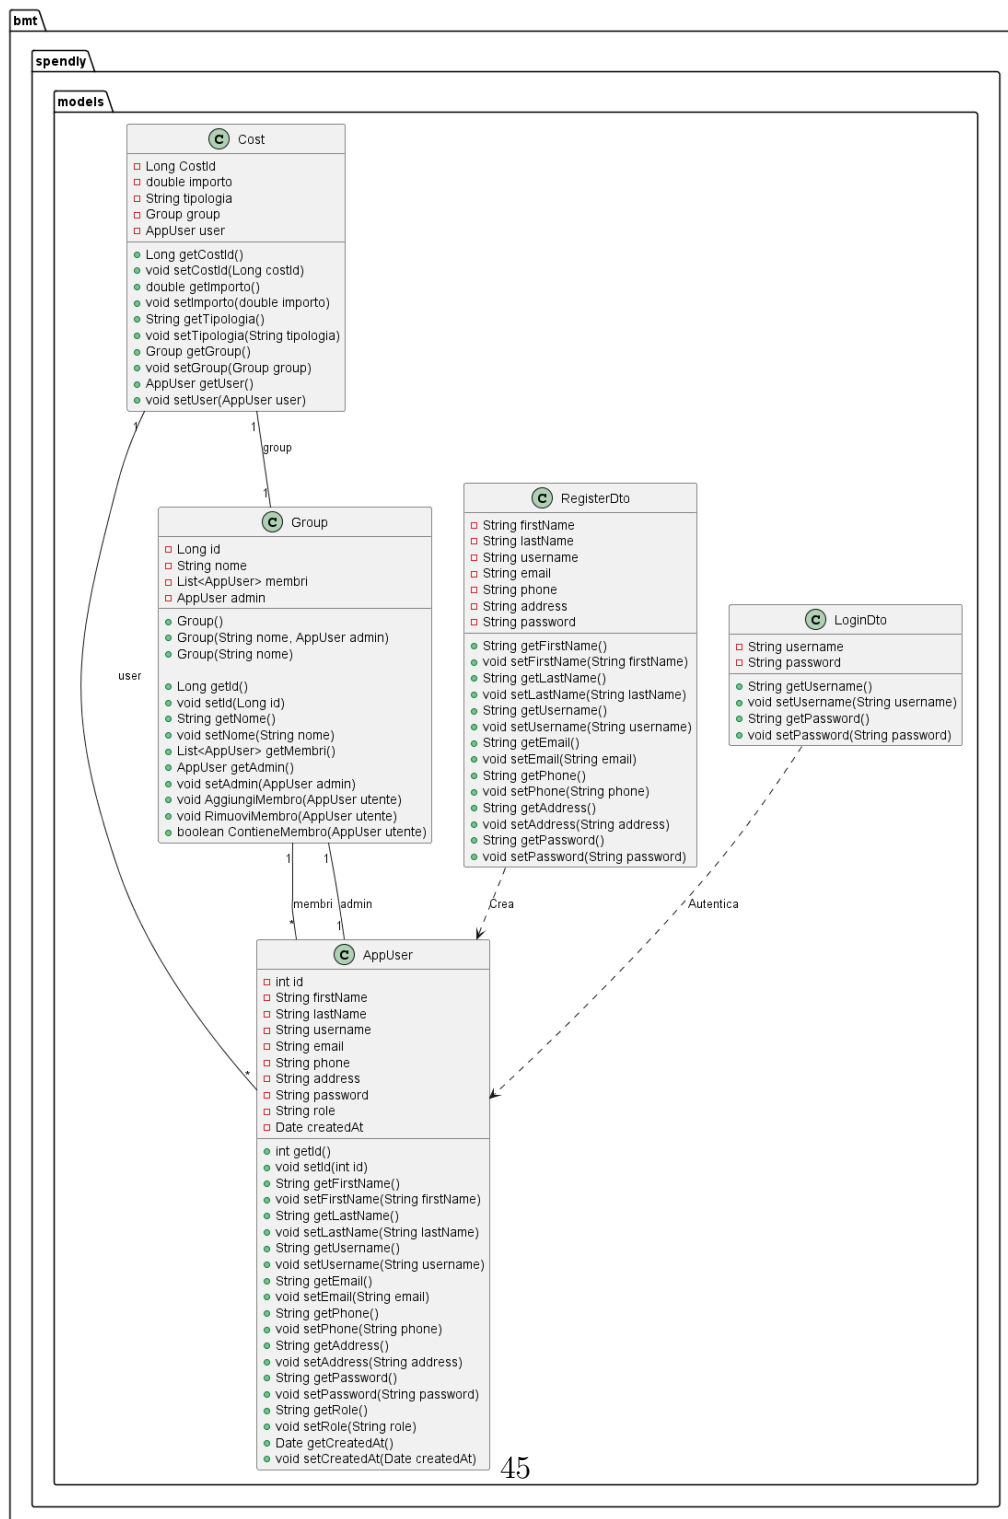 bmt
spendly
models
C Cost
Long CostId
double importo
String tipologia
Group group
AppUser user
Long getCostId()
void setCostId(Long costId)
double getImporto()
void setImporto(double importo)
String getTipologia()
void setTipologia(String tipologia)
Group getGroup()
void setGroup(Group group)
AppUser getUser()
void setUser(AppUser user)
1
1
group
1
user
*
C Group
Long id
String nome
List<AppUser> membri
AppUser admin
Group()
Group(String nome, AppUser admin)
Group(String nome)
Long getId()
void setId(Long id)
String getNome()
void setNome(String nome)
List<AppUser> getMembri()
AppUser getAdmin()
void setAdmin(AppUser admin)
void AggiungiMembro(AppUser utente)
void RimuoviMembro(AppUser utente)
boolean ContieneMembro(AppUser utente)
1
1
membri
admin
*
1
C RegisterDto
String firstName
String lastName
String username
String email
String phone
String address
String password
String getFirstName()
void setFirstName(String firstName)
String getLastName()
void setLastName(String lastName)
String getUsername()
void setUsername(String username)
String getEmail()
void setEmail(String email)
String getPhone()
void setPhone(String phone)
String getAddress()
void setAddress(String address)
String getPassword()
void setPassword(String password)
Crea
C LoginDto
String username
String password
String getUsername()
void setUsername(String username)
String getPassword()
void setPassword(String password)
Autentica
C AppUser
int id
String firstName
String lastName
String username
String email
String phone
String address
String password
String role
Date createdAt
int getId()
void setId(int id)
String getFirstName()
void setFirstName(String firstName)
String getLastName()
void setLastName(String lastName)
String getUsername()
void setUsername(String username)
String getEmail()
void setEmail(String email)
String getPhone()
void setPhone(String phone)
String getAddress()
void setAddress(String address)
String getPassword()
void setPassword(String password)
String getRole()
void setRole(String role)
Date getCreatedAt()
void setCreatedAt(Date createdAt)
45